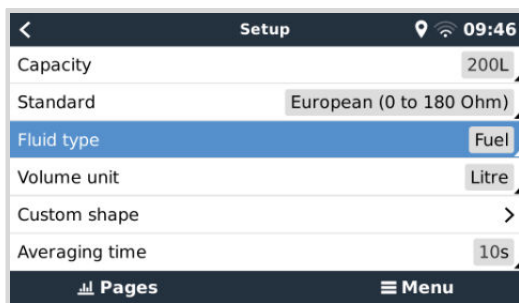 Setup 09:46
Capacity 200L
Standard European (0 to 180 Ohm)
Fluid type Fuel
Volume unit Litre
Custom shape
Averaging time 10s
Pages Menu